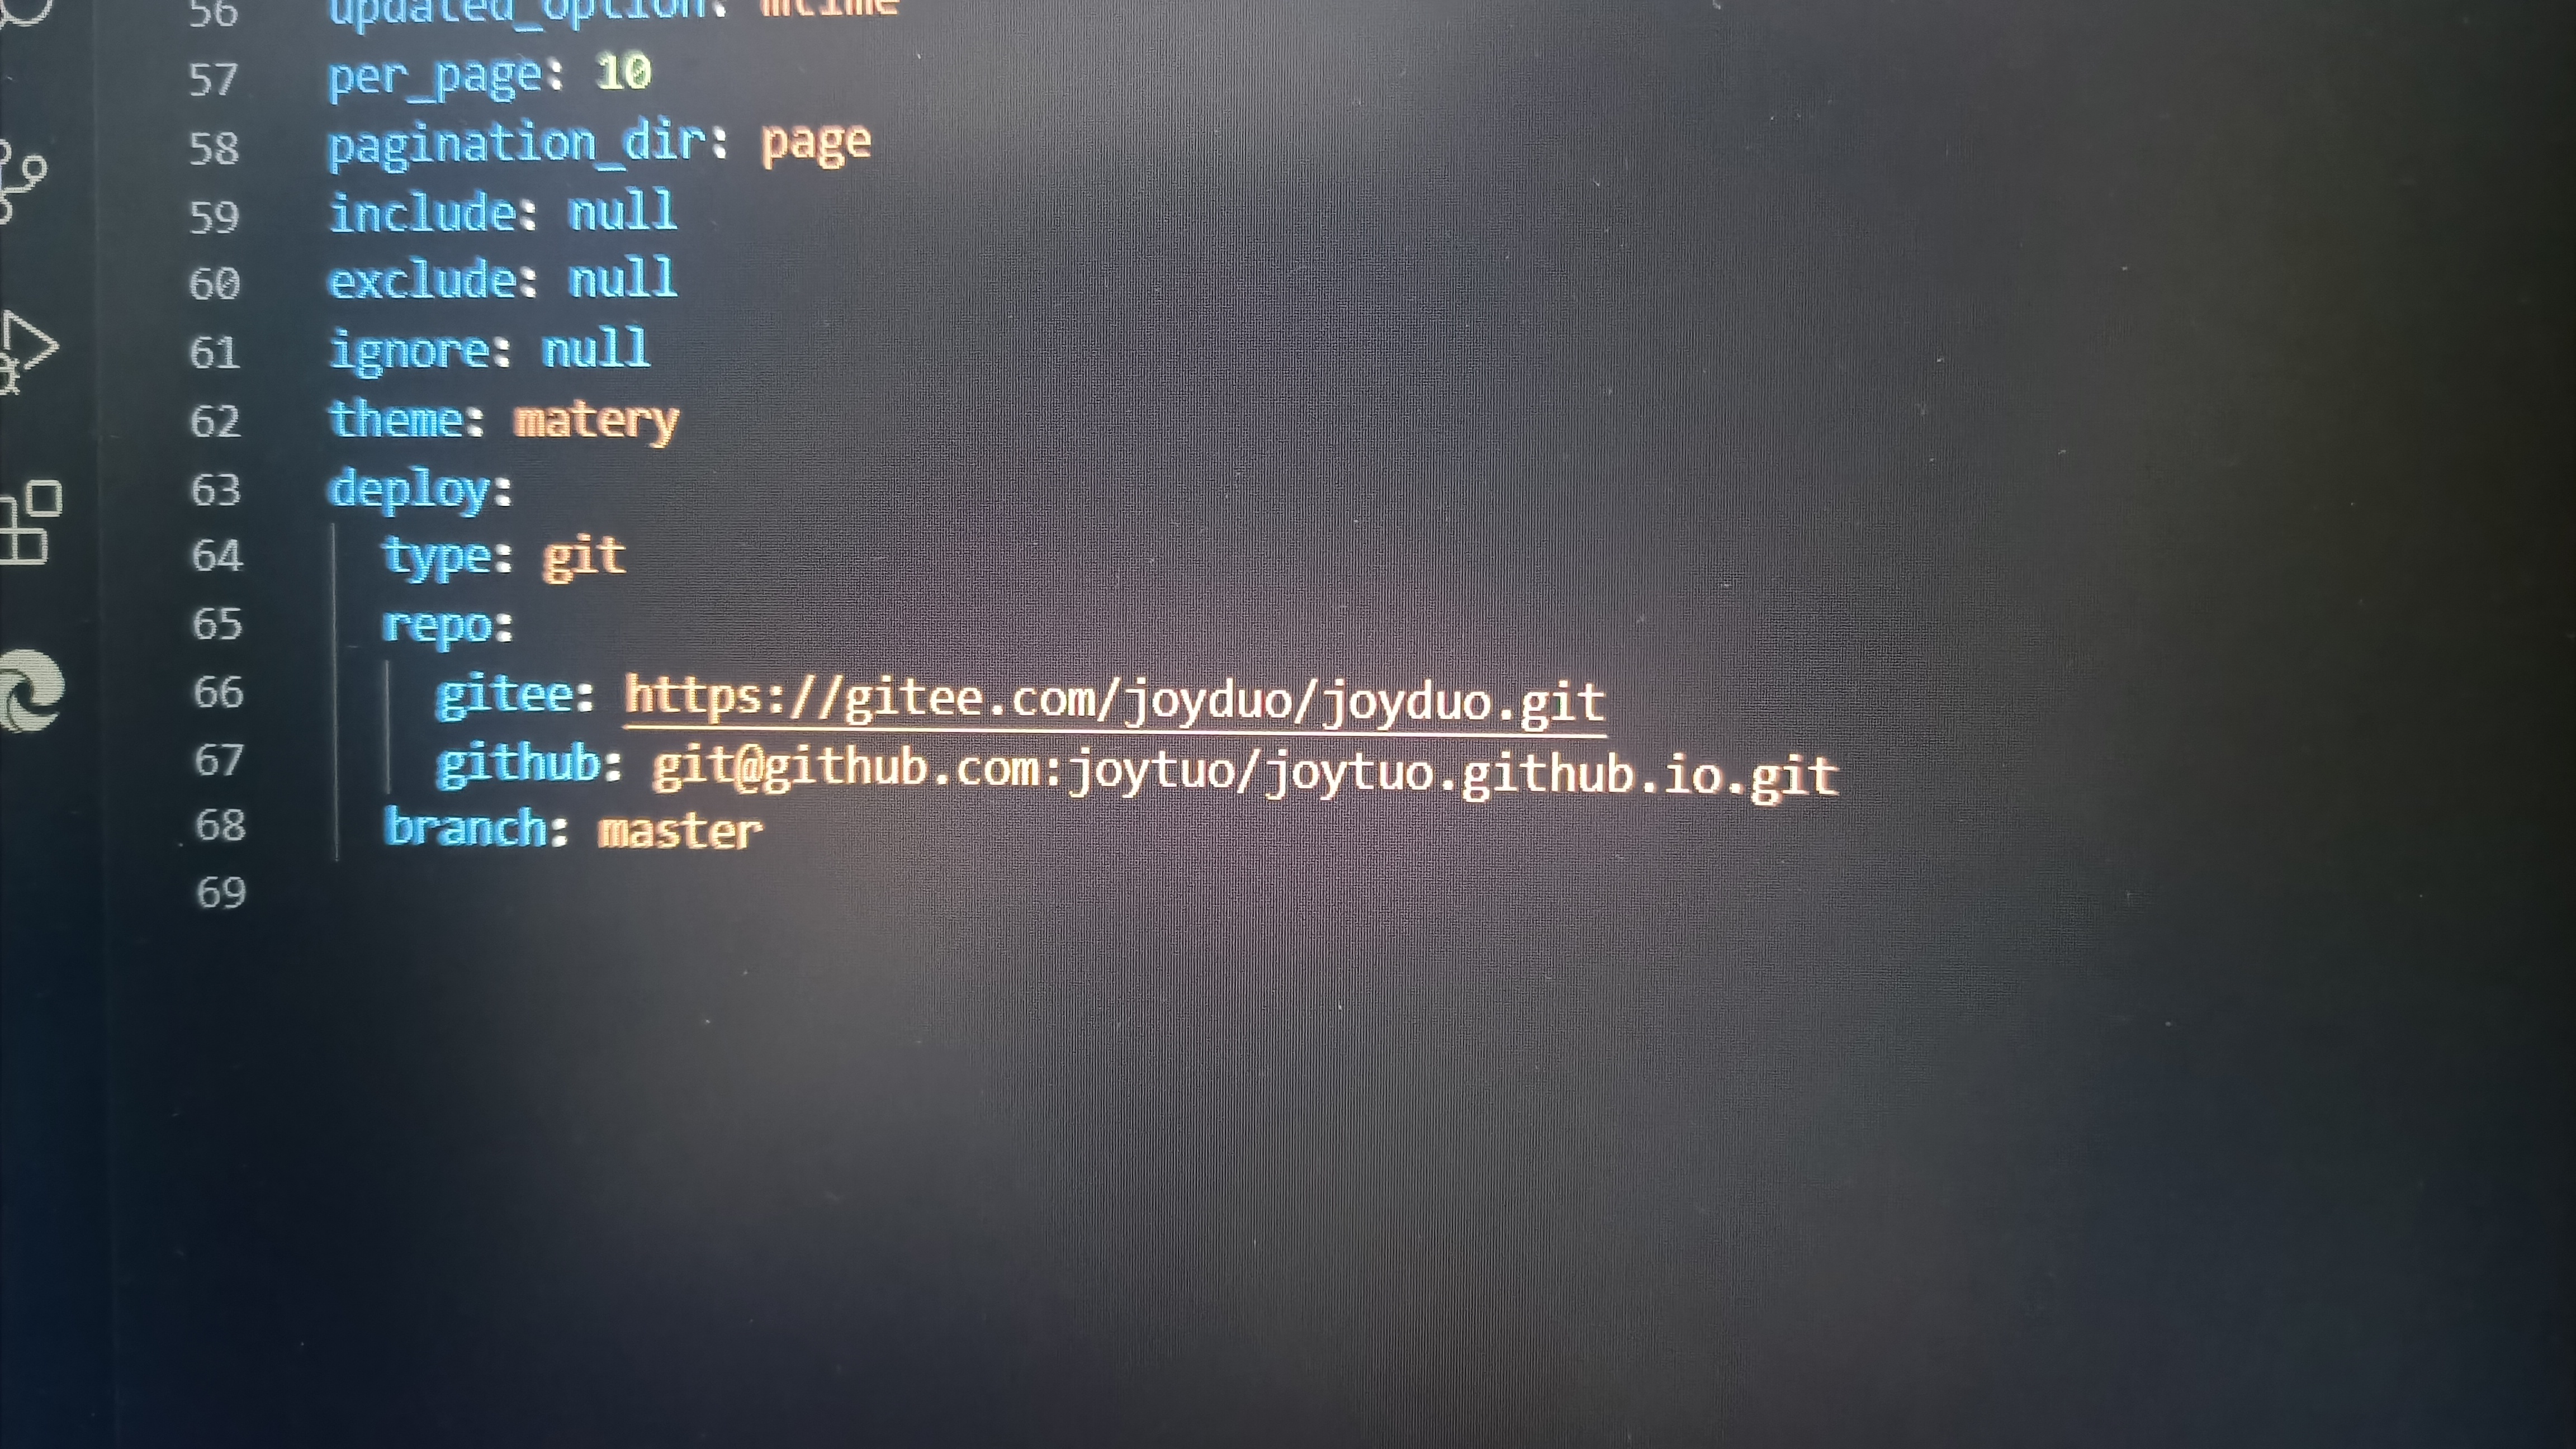 56 updated_option: mtime
57 per_page: 10
58 pagination_dir: page
59 include: null
60 exclude: null
61 ignore: null
62 theme: matery
63 deploy:
64 type: git
65 repo:
66 gitee: https://gitee.com/joyduo/joyduo.git
67 github: git@github.com:joytuo/joytuo.github.io.git
68 branch: master
69